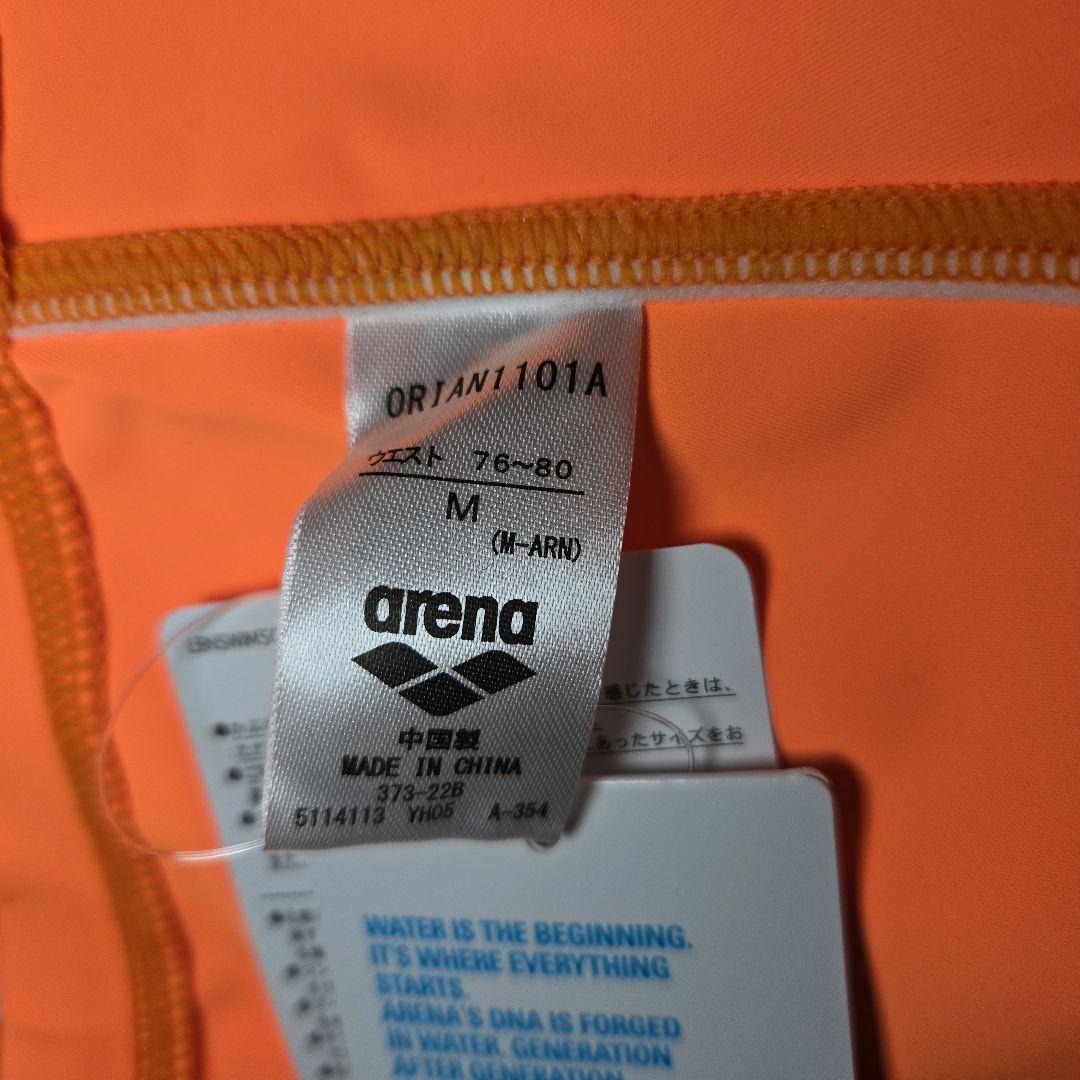 ORIAN1101A
ウエスト 76~80
M
(M-ARN)
arena
中国製
MADE IN CHINA
373-22B
5114113 YH05 A-354
感じたときは、
あったサイズをお
WATER IS THE BEGINNING.
IT'S WHERE EVERYTHING
STARTS.
ARENA'S DNA IS FORGED
IN WATER, GENERATION
AFTER GENERATION